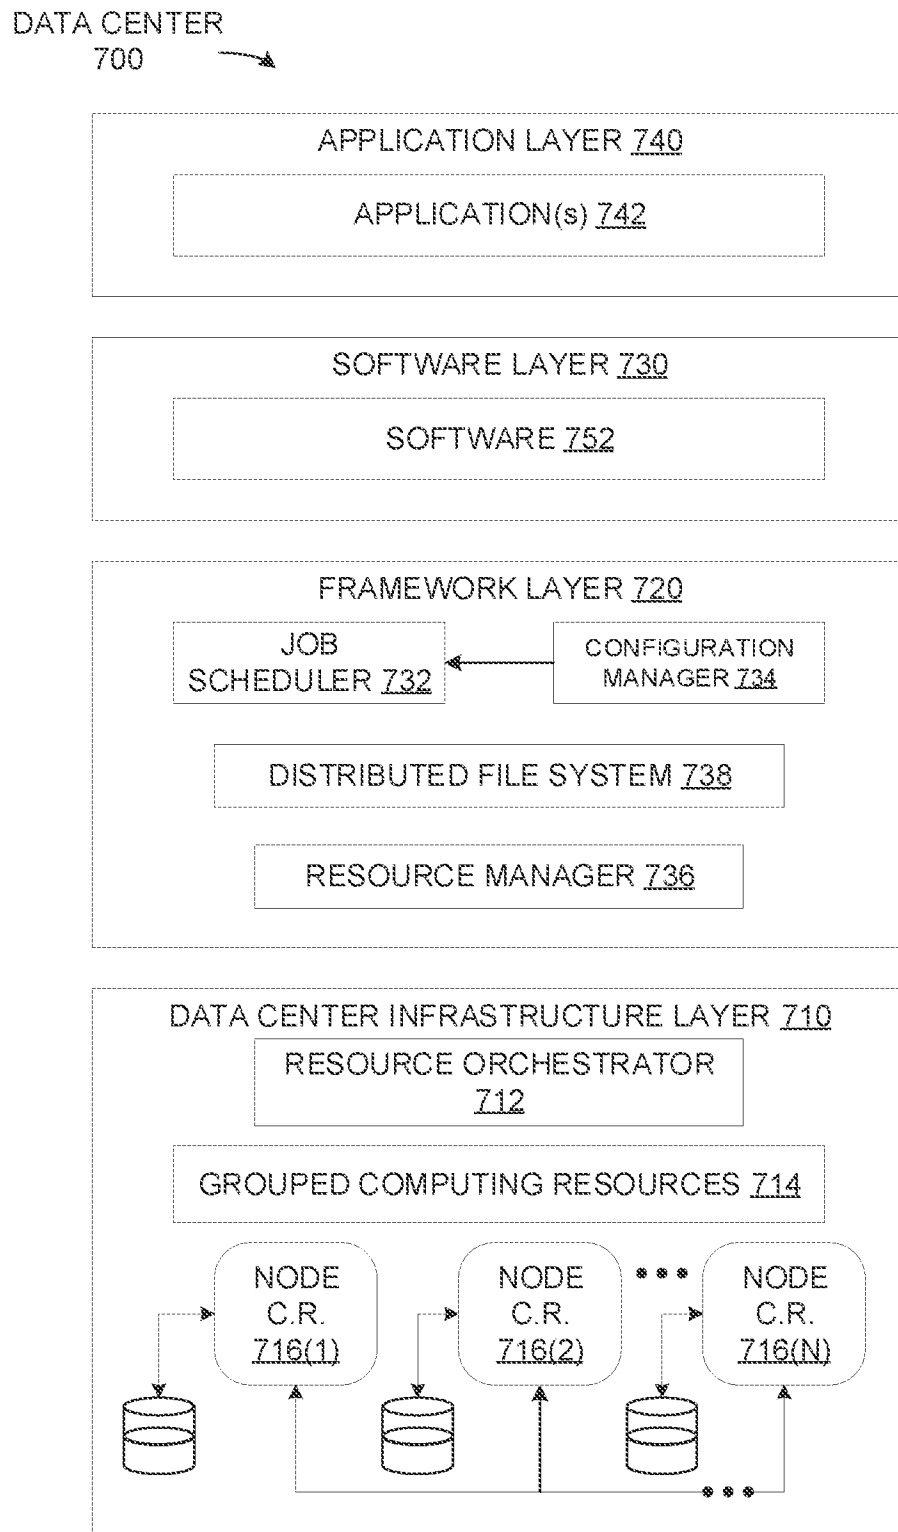 DATA CENTER
700
APPLICATION LAYER 740
APPLICATION(s) 742
SOFTWARE LAYER 730
SOFTWARE 752
FRAMEWORK LAYER 720
JOB
SCHEDULER 732
CONFIGURATION
MANAGER 734
DISTRIBUTED FILE SYSTEM 738
RESOURCE MANAGER 736
DATA CENTER INFRASTRUCTURE LAYER 710
RESOURCE ORCHESTRATOR
712
GROUPED COMPUTING RESOURCES 714
NODE
C.R.
716(1)
NODE
C.R.
716(2)
NODE
C.R.
716(N)